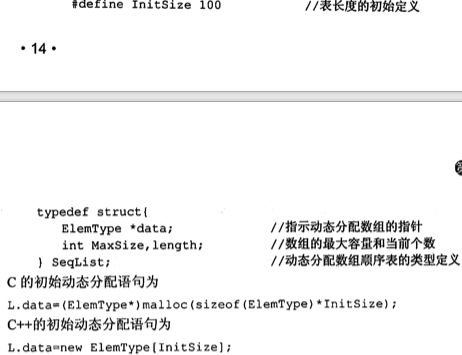 #define InitSize 100 //表长度的初始定义
• 14 •
typedef struct{
ElemType *data; //指示动态分配数组的指针
int MaxSize,length; //数组的最大容量和当前个数
} SeqList; //动态分配数组顺序表的类型定义
C 的初始动态分配语句为
L.data=(ElemType*)malloc(sizeof(ElemType)*InitSize);
C++的初始动态分配语句为
L.data=new ElemType[InitSize];